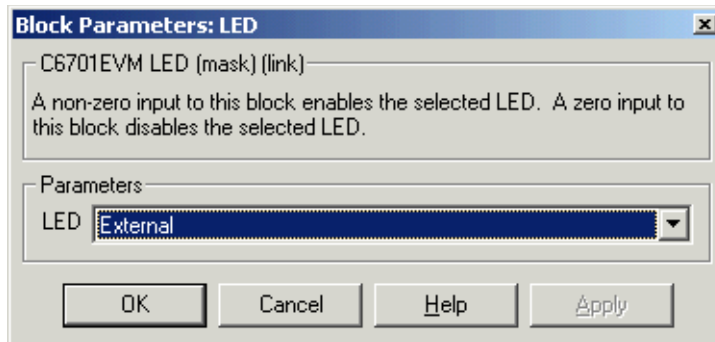 Block Parameters: LED
C6701EVM LED (mask) (link)
A non-zero input to this block enables the selected LED.  A zero input to
this block disables the selected LED.
Parameters
LED External
OK Cancel Help Apply